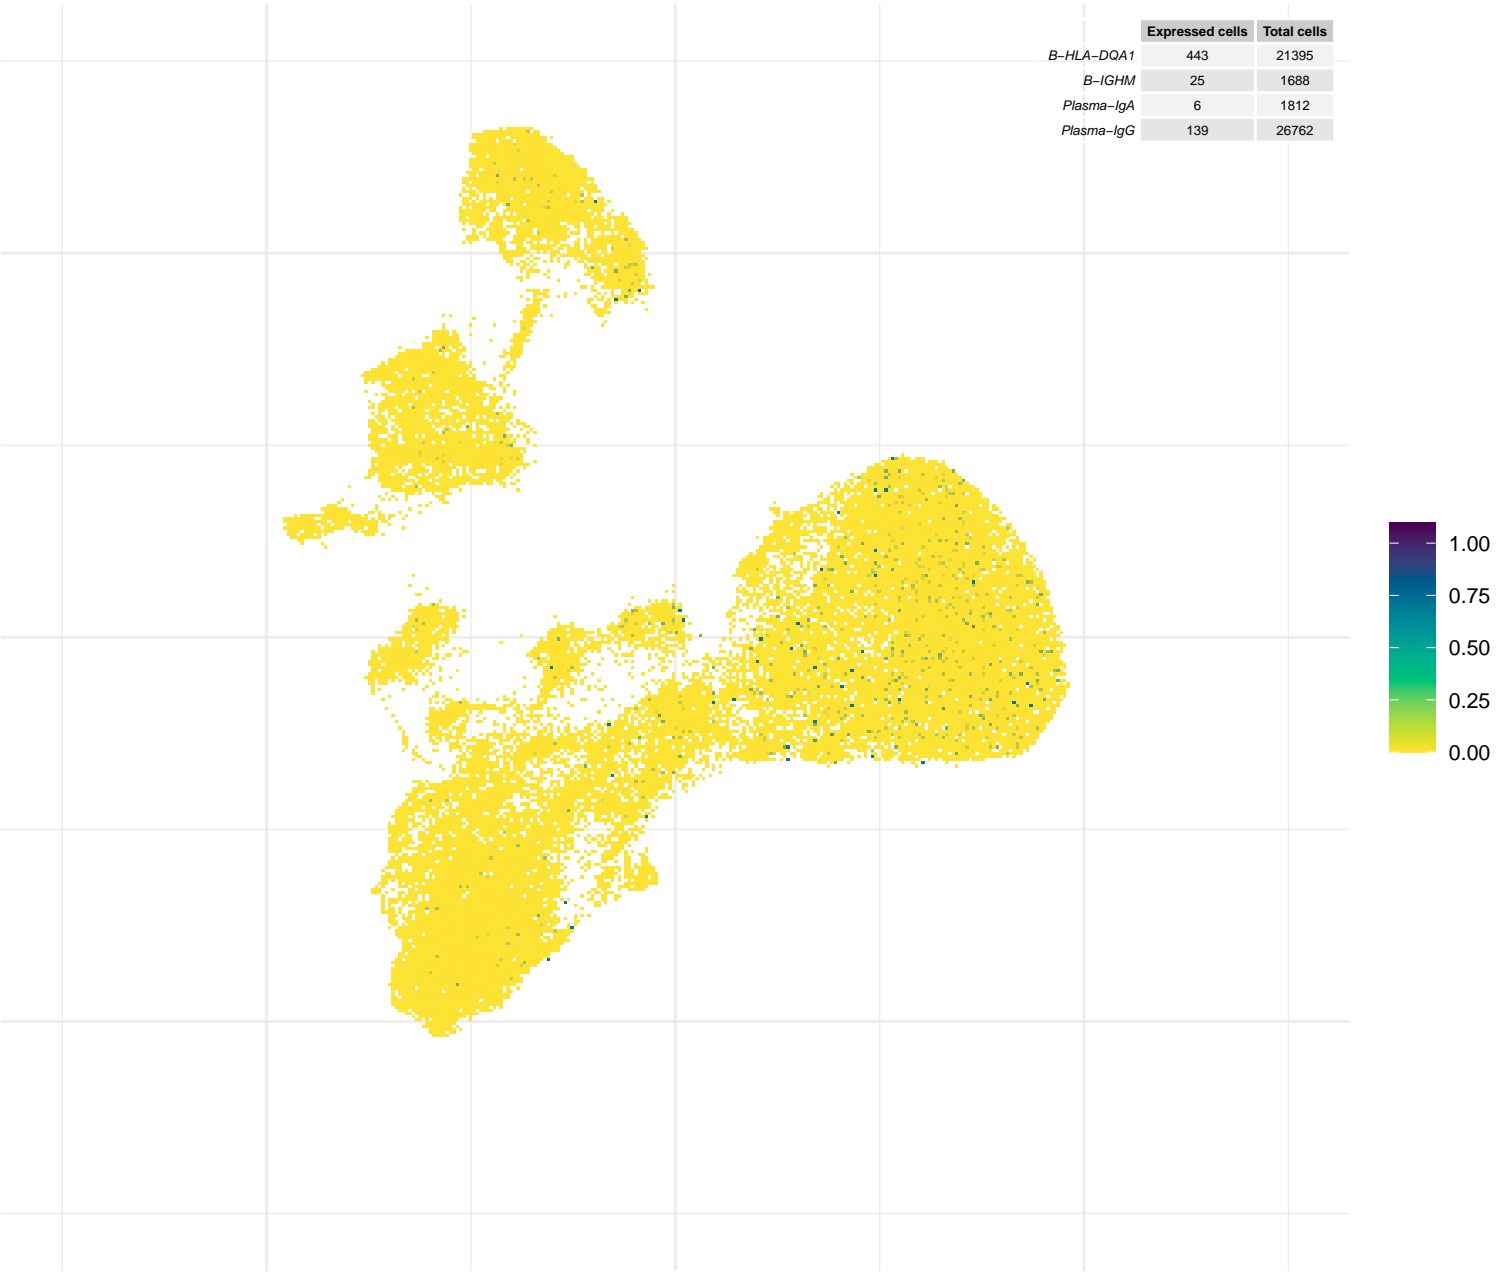 Expressed cells Total cells
B−HLA−DQA1 443 21395
B−IGHM 25 1688
Plasma−IgA 6 1812
Plasma−IgG 139 26762
1.00
0.75
0.50
0.25
0.00